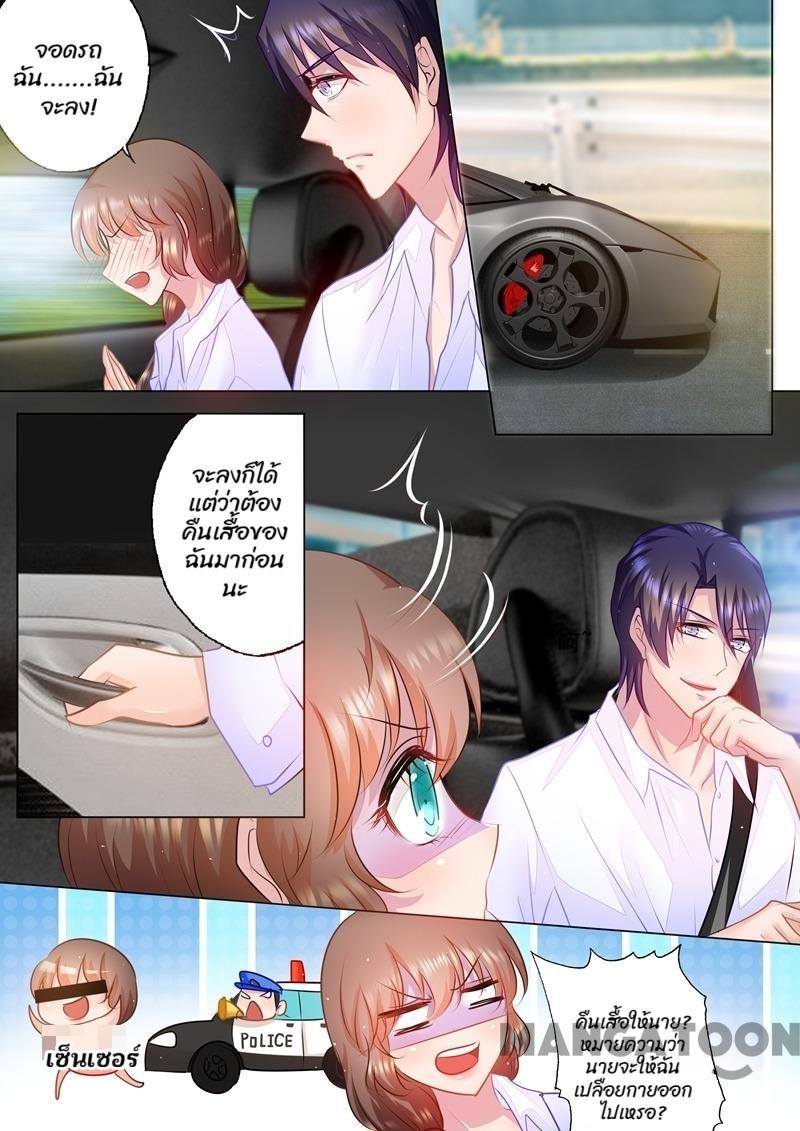 จอดรถ
ฉัน.......ฉัน
จะลง!
จะลงก็ได้
แต่ว่าต้อง
คืนเสื้อของ
ฉันมาก่อน
นะ
呵~
POLICE
เซ็นเซอร์
คืนเสื้อให้นาย?
หมายความว่า
นายจะให้ฉัน
เปลือยกายออก
ไปเหรอ?
MANGATOON